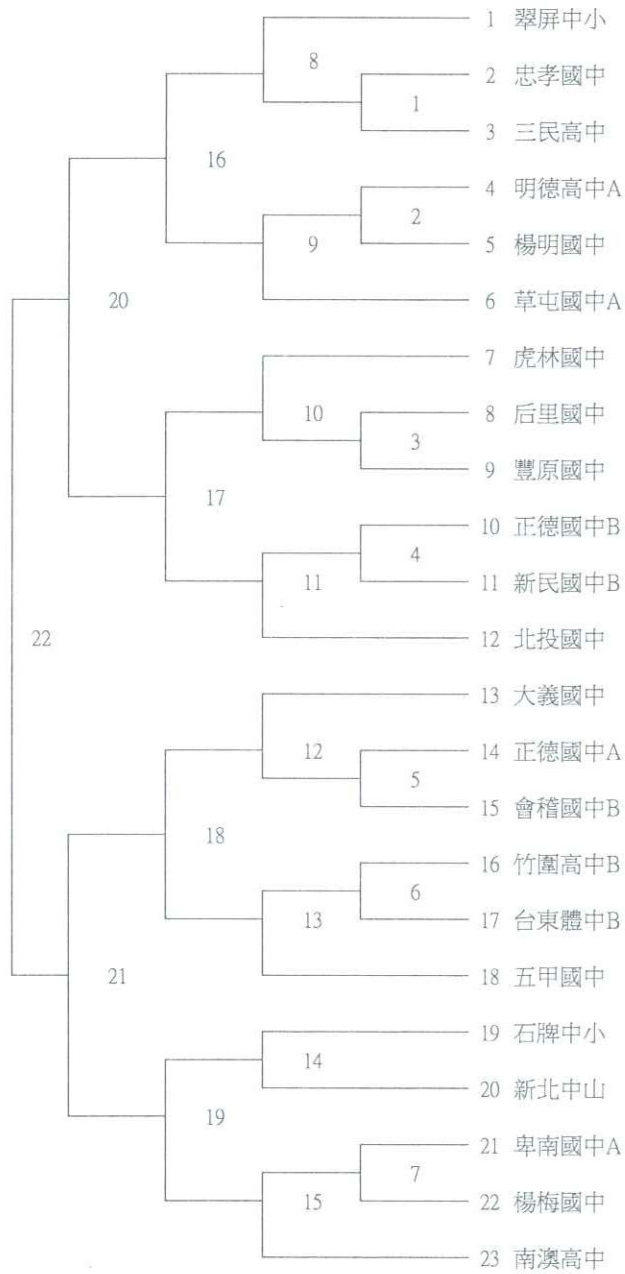 1 翠屏中小
8
2 忠孝國中
1
3 三民高中
16
4 明德高中A
2
9
5 楊明國中
20
6 草屯國中A
7 虎林國中
10
8 后里國中
3
9 豐原國中
17
10 正德國中B
4
11
11 新民國中B
22
12 北投國中
13 大義國中
12
14 正德國中A
5
15 會稽國中B
18
16 竹圍高中B
6
13
17 台東體中B
21
18 五甲國中
19 石牌中小
14
20 新北中山
19
21 卑南國中A
7
15
22 楊梅國中
23 南澳高中